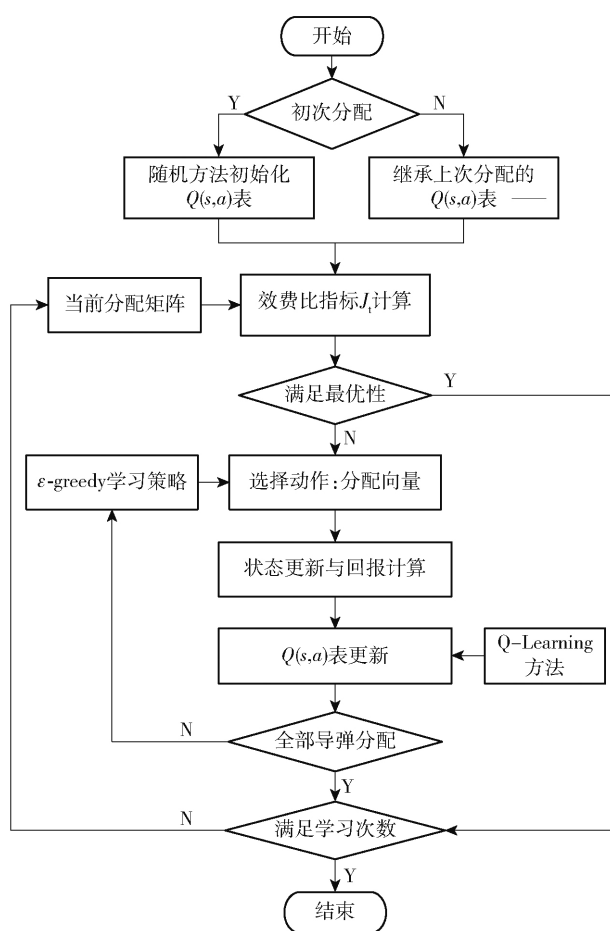 开始
初次分配
Y
N
随机方法初始化
Q(s,a)表
继承上次分配的
Q(s,a)表
当前分配矩阵
效费比指标Jt计算
满足最优性
Y
N
ε-greedy学习策略
选择动作:分配向量
状态更新与回报计算
Q(s,a)表更新
Q-Learning
方法
全部导弹分配
N
Y
满足学习次数
N
Y
结束